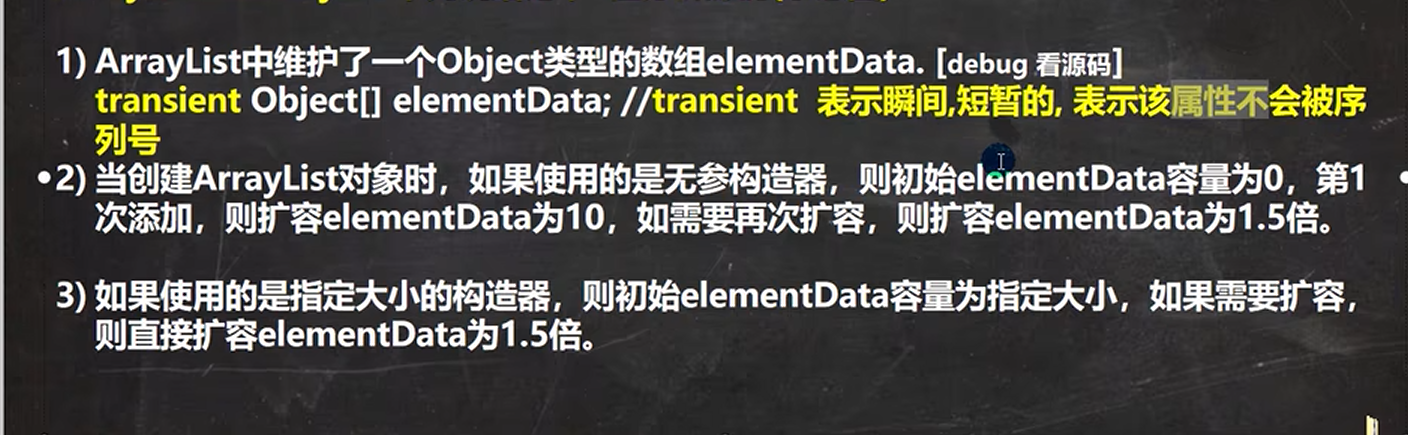 1) ArrayList中维护了一个Object类型的数组elementData. [debug 看源码]
transient Object[] elementData; //transient 表示瞬间,短暂的, 表示该属性不会被序
列号
•2) 当创建ArrayList对象时，如果使用的是无参构造器，则初始elementData容量为0，第1
次添加，则扩容elementData为10，如需要再次扩容，则扩容elementData为1.5倍。
3) 如果使用的是指定大小的构造器，则初始elementData容量为指定大小，如果需要扩容，
则直接扩容elementData为1.5倍。